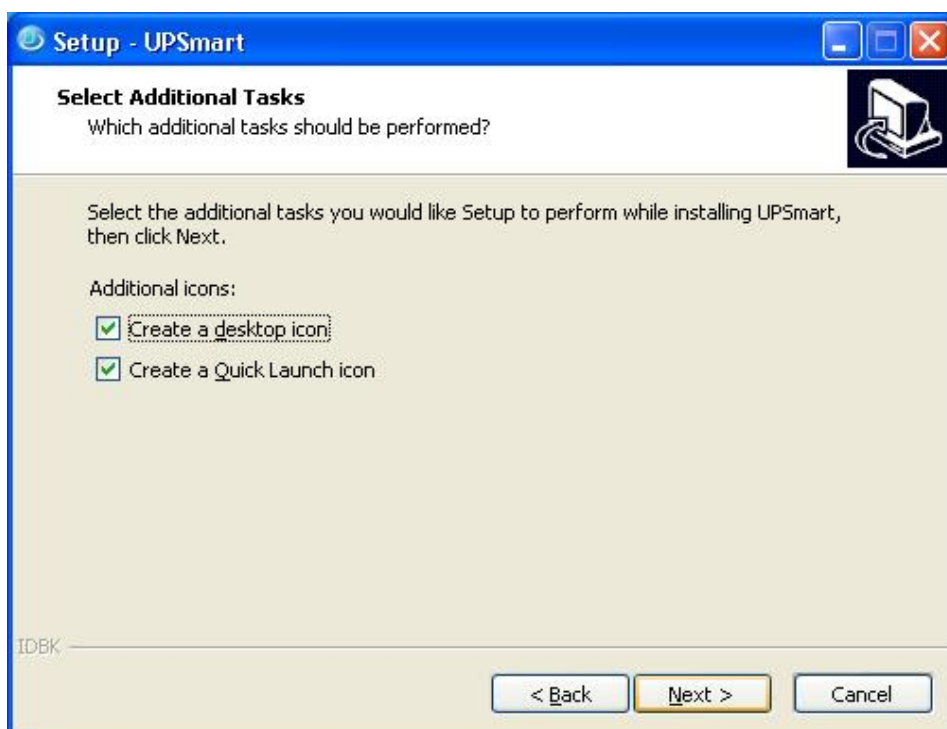 Setup - UPSmart
Select Additional Tasks
Which additional tasks should be performed?
Select the additional tasks you would like Setup to perform while installing UPSmart,
then click Next.
Additional icons:
Create a desktop icon
Create a Quick Launch icon
IDBK
< Back Next > Cancel